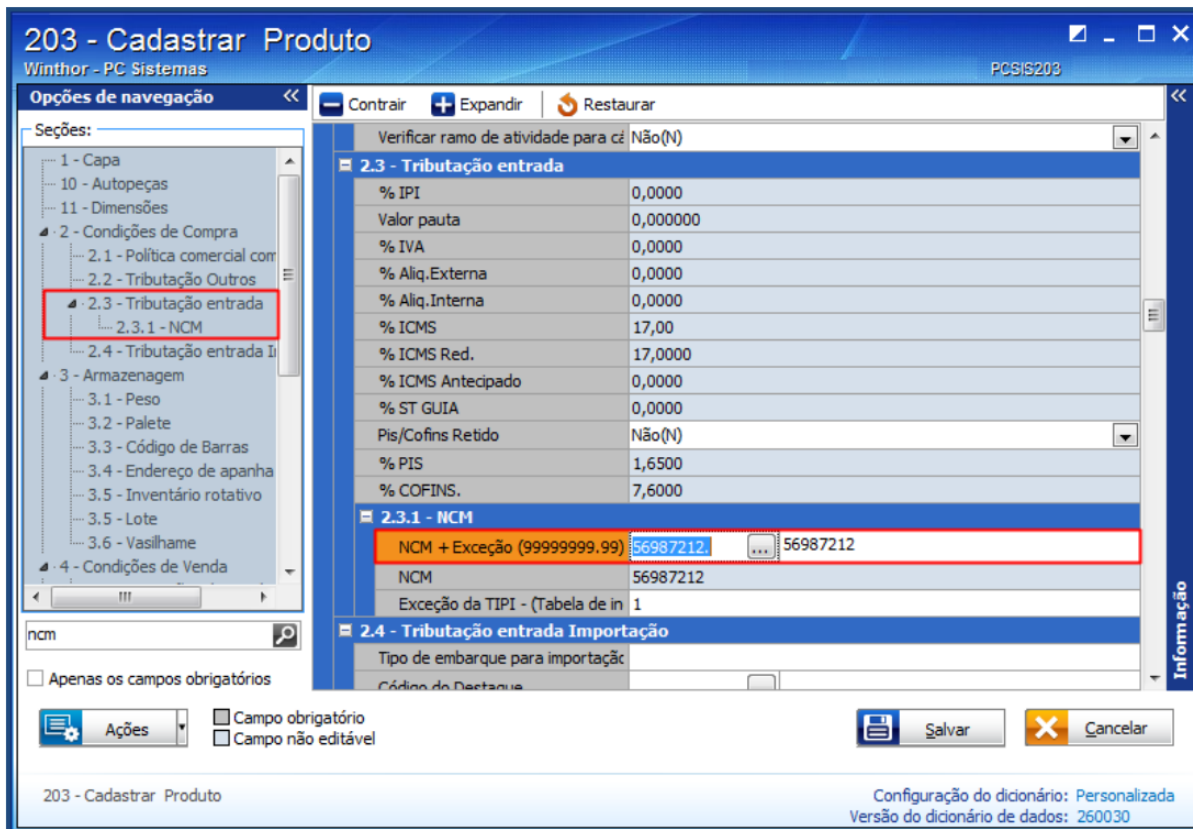 203 - Cadastrar Produto
Winthor - PC Sistemas
PCSIS203
Opções de navegação
Seções:
1 - Capa
10 - Autopeças
11 - Dimensões
2 - Condições de Compra
2.1 - Política comercial com
2.2 - Tributação Outros
2.3 - Tributação entrada
2.3.1 - NCM
2.4 - Tributação entrada I
3 - Armazenagem
3.1 - Peso
3.2 - Palete
3.3 - Código de Barras
3.4 - Endereço de apanha
3.5 - Inventário rotativo
3.5 - Lote
3.6 - Vasilhame
4 - Condições de Venda
ncm
Apenas os campos obrigatórios
Contrair Expandir Restaurar
Verificar ramo de atividade para cá Não(N)
2.3 - Tributação entrada
% IPI 0,0000
Valor pauta 0,000000
% IVA 0,0000
% Aliq.Externa 0,0000
% Aliq.Interna 0,0000
% ICMS 17,00
% ICMS Red. 17,0000
% ICMS Antecipado 0,0000
% ST GUIA 0,0000
Pis/Cofins Retido Não(N)
% PIS 1,6500
% COFINS. 7,6000
2.3.1 - NCM
NCM + Exceção (99999999.99) 56987212. ... 56987212
NCM 56987212
Exceção da TIPI - (Tabela de in 1
2.4 - Tributação entrada Importação
Tipo de embarque para importação
Código do Destaque
Informação
Ações
Campo obrigatório
Campo não editável
Salvar
Cancelar
203 - Cadastrar Produto
Configuração do dicionário: Personalizada
Versão do dicionário de dados: 260030